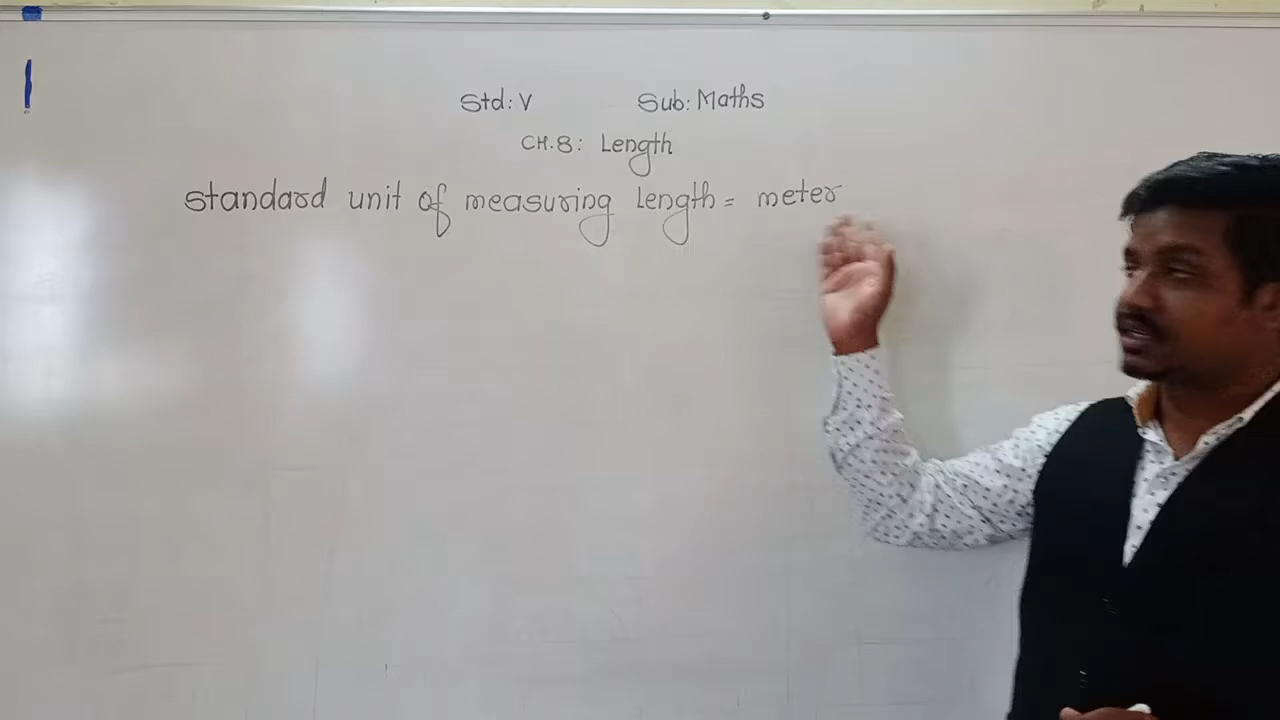 Std: V Sub: Maths
CH.8: Length
standard unit of measuring length = meter